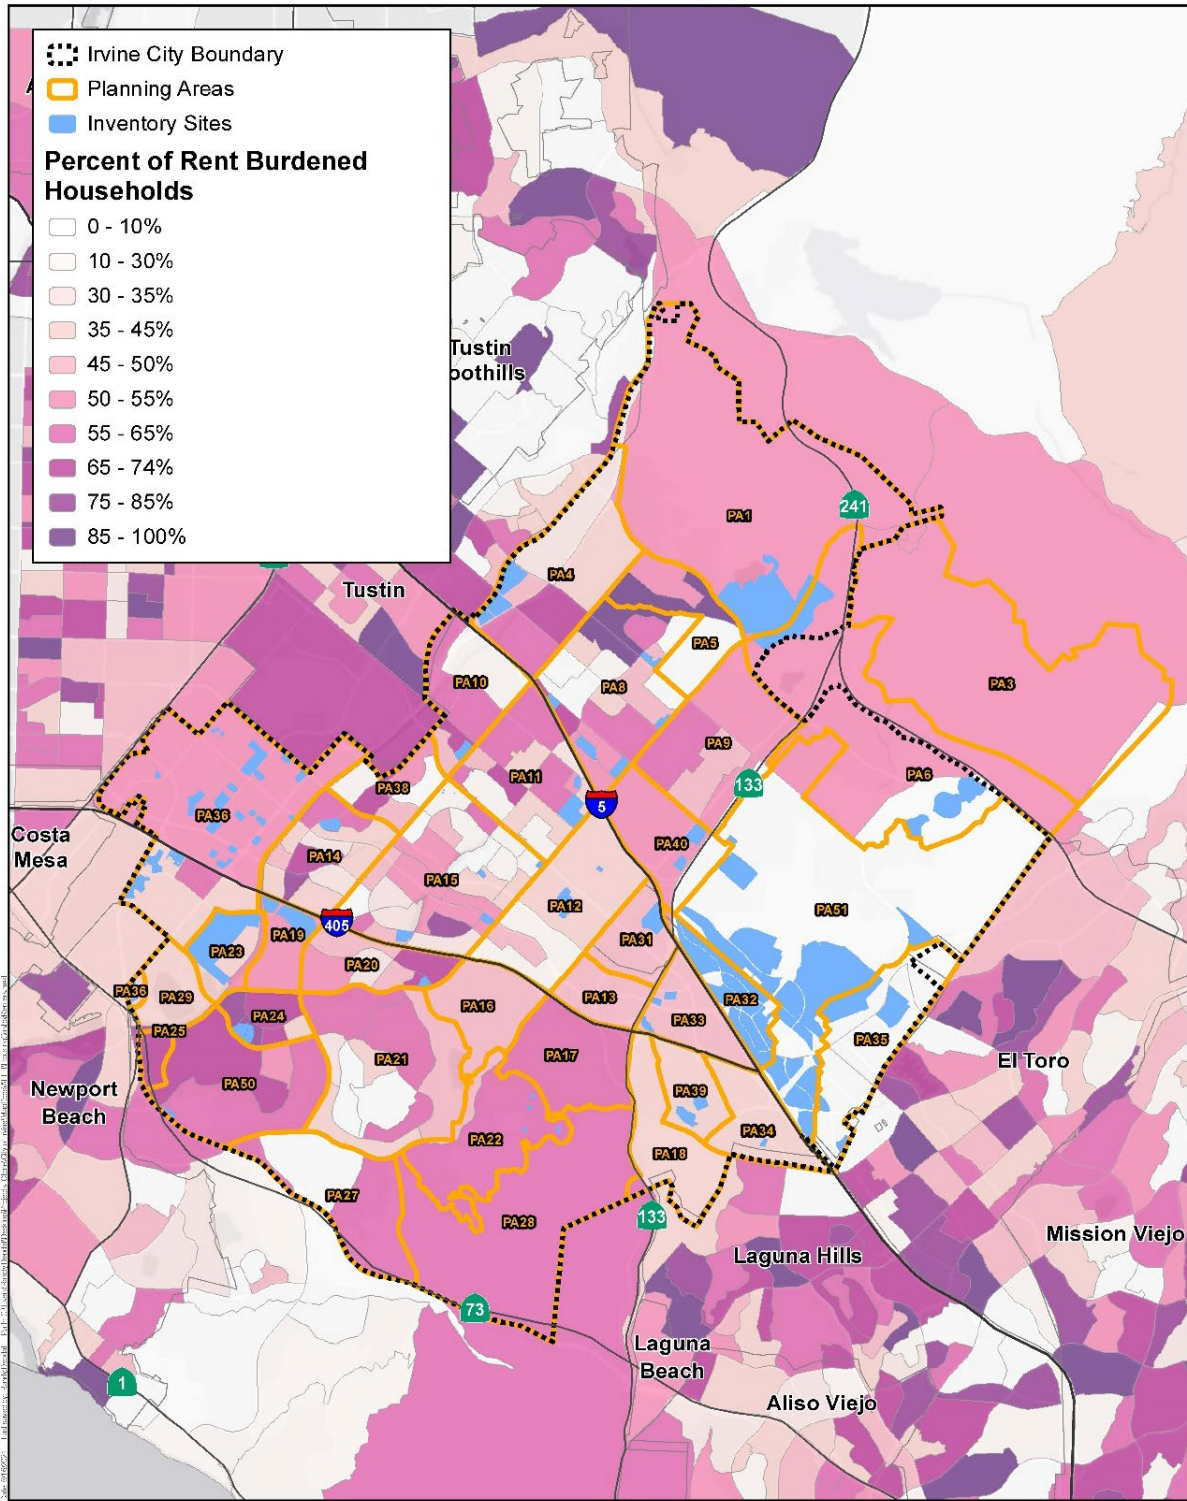 Irvine City Boundary
Planning Areas
Inventory Sites
Percent of Rent Burdened
Households
0 - 10%
10 - 30%
30 - 35%
35 - 45%
45 - 50%
50 - 55%
55 - 65%
65 - 74%
75 - 85%
85 - 100%
Tustin
oothills
PA1
241
PA4
Tustin
PA5
PA10
PA8
PA3
PA9
PA6
PA11
133
PA38
5
PA36
Costa
Mesa
PA40
PA14
PA15
PA12
PA51
405
PA19
PA31
PA23
PA20
PA36
PA29
PA13
PA32
PA16
PA24
PA33
PA25
PA35
PA17
PA21
El Toro
PA50
Newport
Beach
PA39
PA34
PA22
PA18
PA27
PA28
133
Mission Viejo
Laguna Hills
73
Laguna
Beach
1
Aliso Viejo